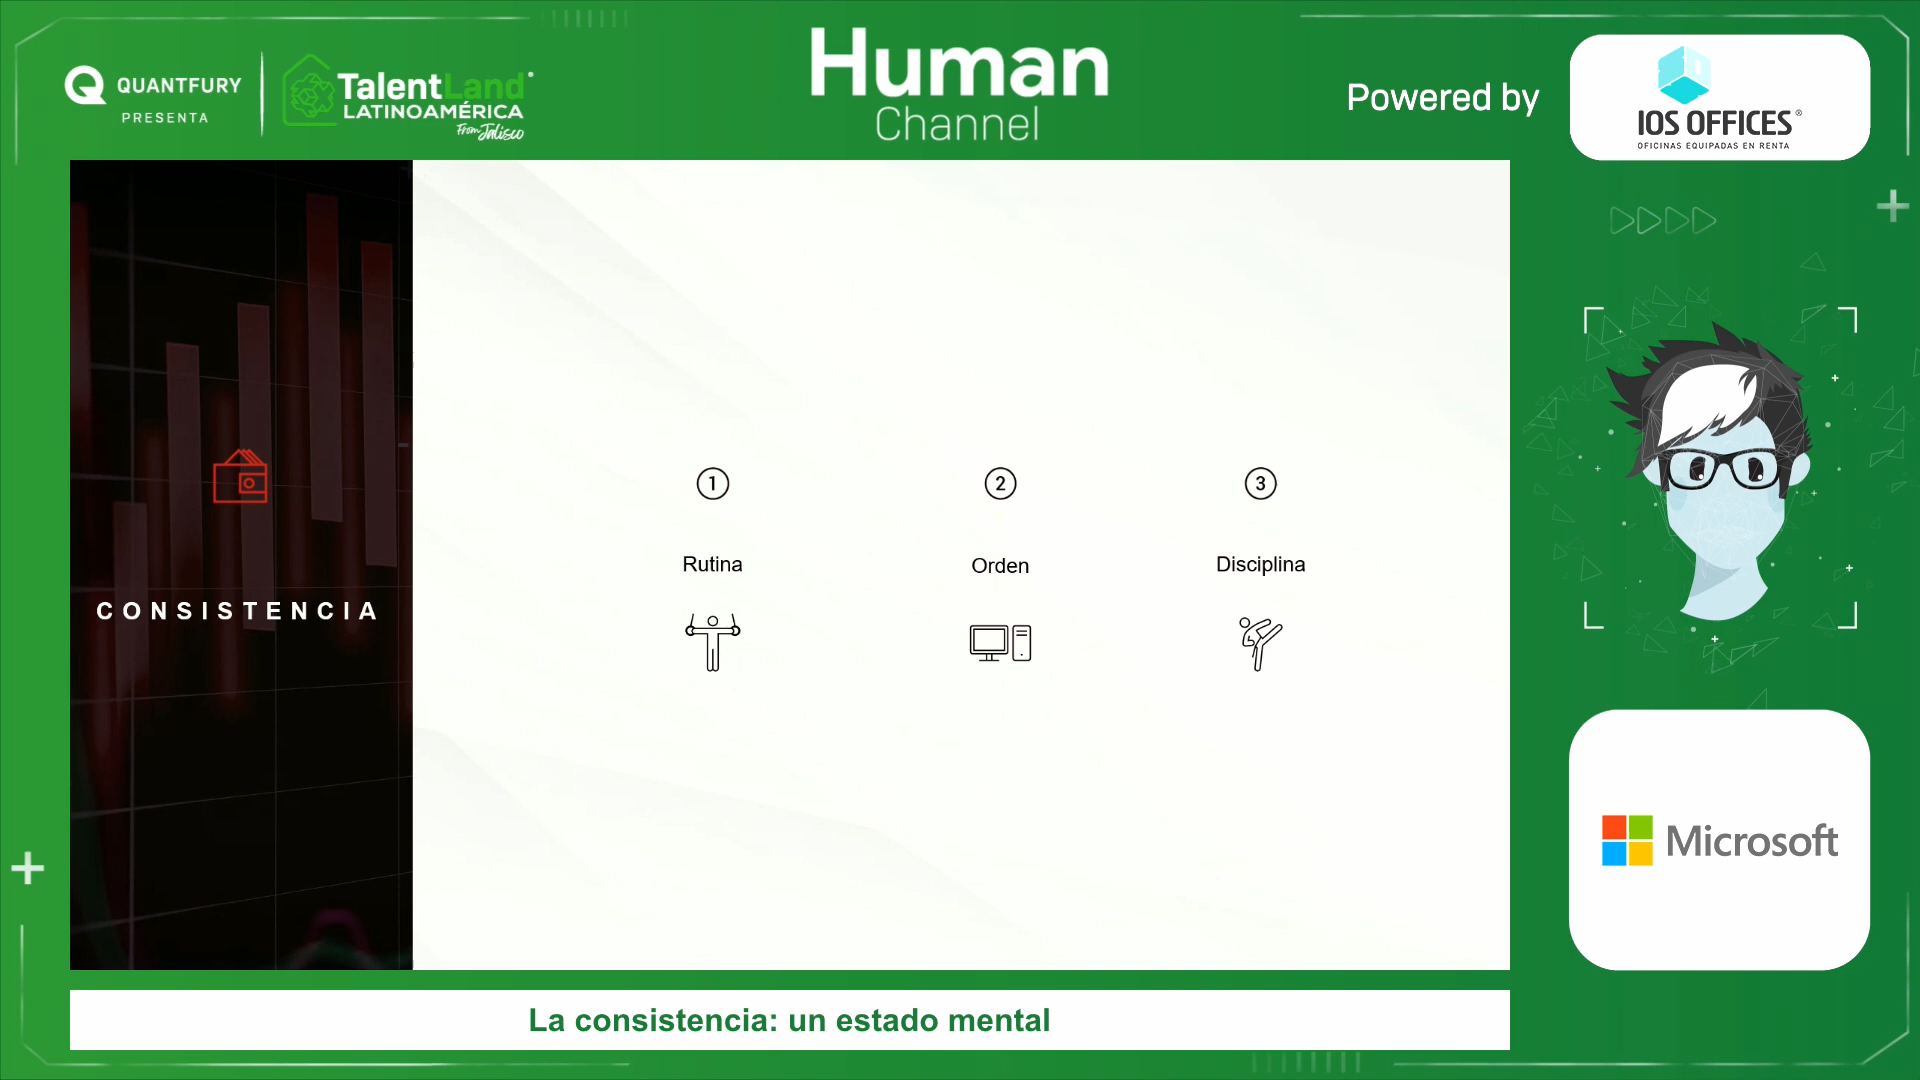 QUANTFURY
PRESENTA
TalentLand
LATINOAMÉRICA
From Jalisco
Human
Channel
Powered by
IOS OFFICES®
OFICINAS EQUIPADAS EN RENTA
CONSISTENCIA
1
2
3
Rutina
Orden
Disciplina
Microsoft
La consistencia: un estado mental